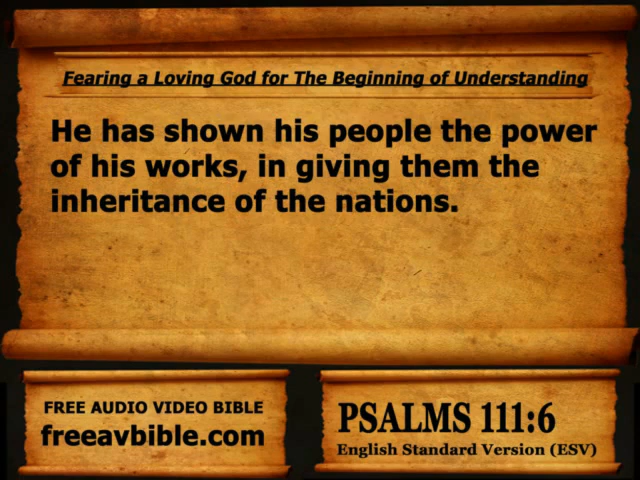 Fearing a Loving God for The Beginning of Understanding
He has shown his people the power
of his works, in giving them the
inheritance of the nations.
FREE AUDIO VIDEO BIBLE
freeavbible.com
PSALMS 111:6
English Standard Version (ESV)